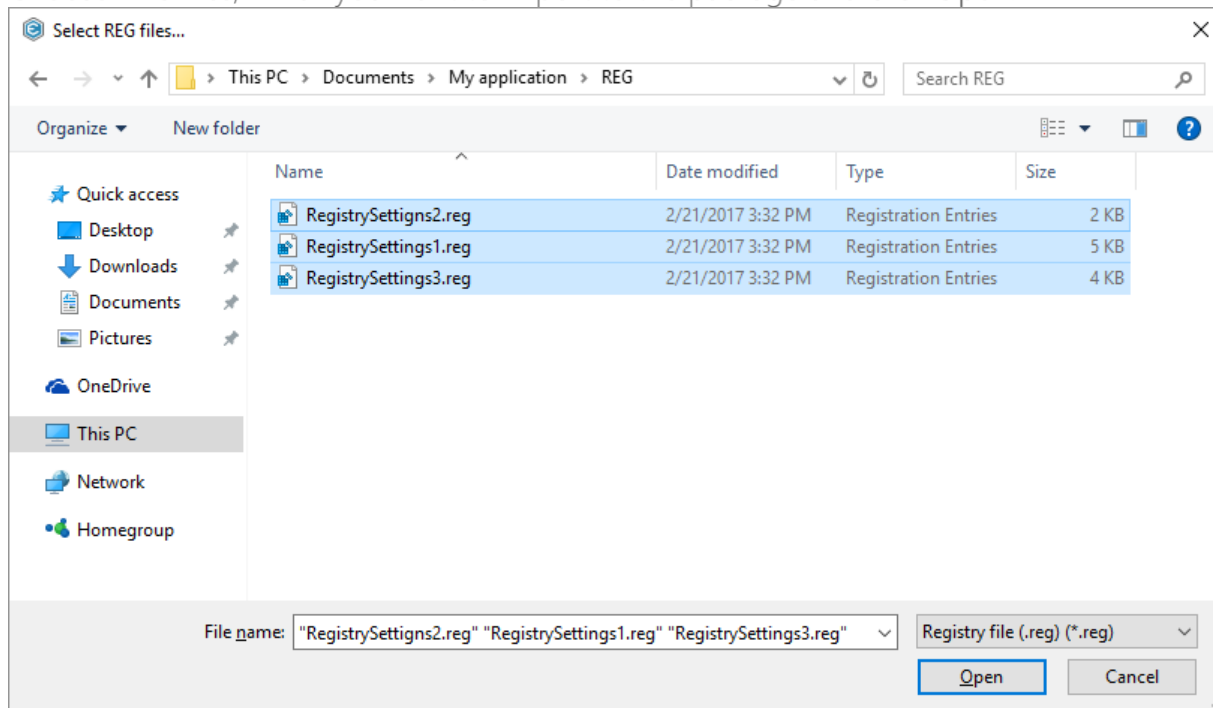 Select REG files...
This PC > Documents > My application > REG
Search REG
Organize
New folder
Name Date modified Type Size
Quick access
Desktop
Downloads
Documents
Pictures
OneDrive
This PC
Network
Homegroup
RegistrySettigns2.reg 2/21/2017 3:32 PM Registration Entries 2 KB
RegistrySettings1.reg 2/21/2017 3:32 PM Registration Entries 5 KB
RegistrySettings3.reg 2/21/2017 3:32 PM Registration Entries 4 KB
File name: "RegistrySettigns2.reg" "RegistrySettings1.reg" "RegistrySettings3.reg"
Registry file (.reg) (*.reg)
Open Cancel